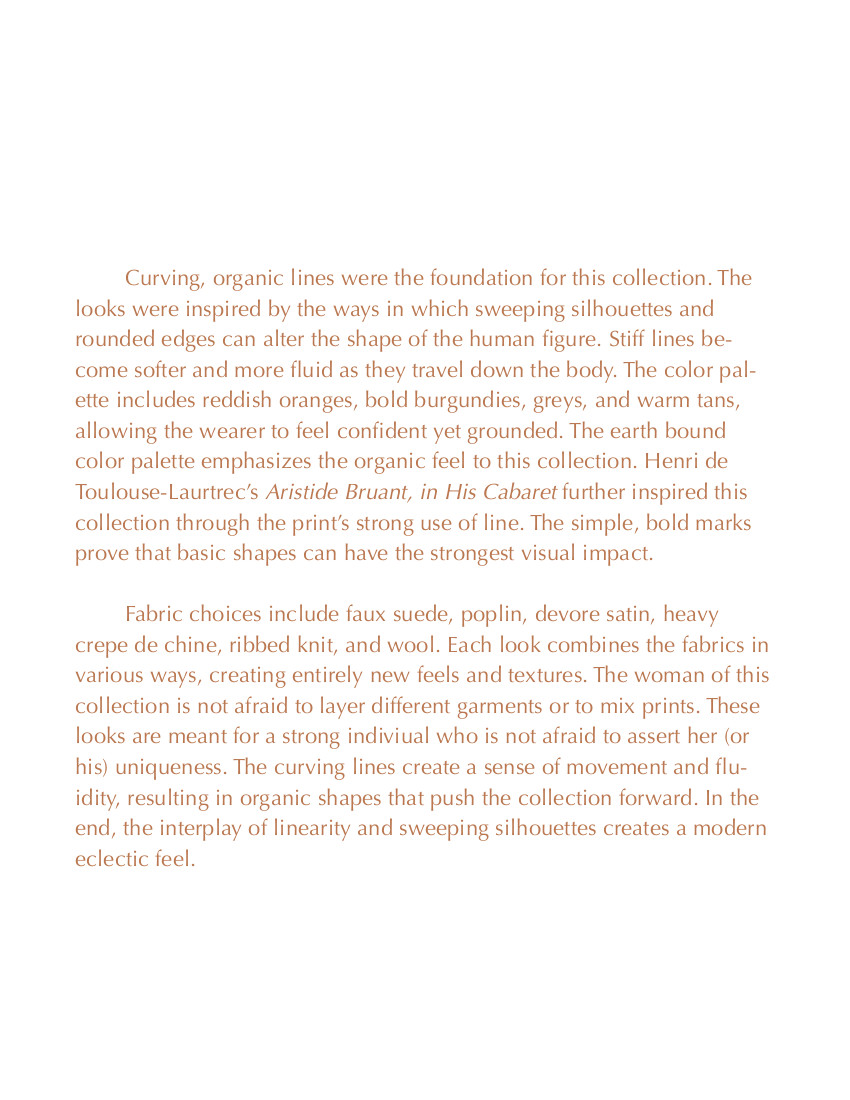 Curving, organic lines were the foundation for this collection. The
looks were inspired by the ways in which sweeping silhouettes and
rounded edges can alter the shape of the human figure. Stiff lines be-
come softer and more fluid as they travel down the body. The color pal-
ette includes reddish oranges, bold burgundies, greys, and warm tans,
allowing the wearer to feel confident yet grounded. The earth bound
color palette emphasizes the organic feel to this collection. Henri de
Toulouse-Laurtrec’s Aristide Bruant, in His Cabaret further inspired this
collection through the print’s strong use of line. The simple, bold marks
prove that basic shapes can have the strongest visual impact.
Fabric choices include faux suede, poplin, devore satin, heavy
crepe de chine, ribbed knit, and wool. Each look combines the fabrics in
various ways, creating entirely new feels and textures. The woman of this
collection is not afraid to layer different garments or to mix prints. These
looks are meant for a strong indiviual who is not afraid to assert her (or
his) uniqueness. The curving lines create a sense of movement and flu-
idity, resulting in organic shapes that push the collection forward. In the
end, the interplay of linearity and sweeping silhouettes creates a modern
eclectic feel.